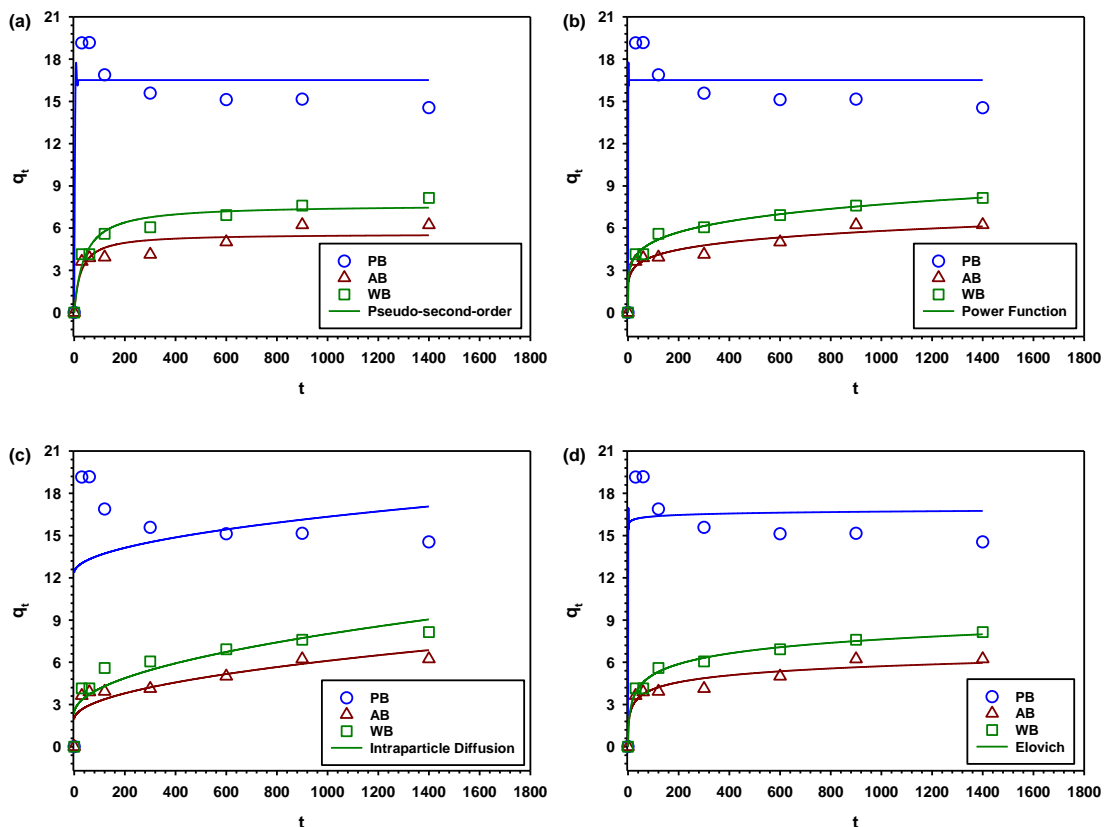 (a)
21
18
15
12
9
6
3
0
q_t
0 200 400 600 800 1000 1200 1400 1600 1800
t
PB
AB
WB
Pseudo-second-order
(b)
21
18
15
12
9
6
3
0
q_t
0 200 400 600 800 1000 1200 1400 1600 1800
t
PB
AB
WB
Power Function
(c)
21
18
15
12
9
6
3
0
q_t
0 200 400 600 800 1000 1200 1400 1600 1800
t
PB
AB
WB
Intraparticle Diffusion
(d)
21
18
15
12
9
6
3
0
q_t
0 200 400 600 800 1000 1200 1400 1600 1800
t
PB
AB
WB
Elovich